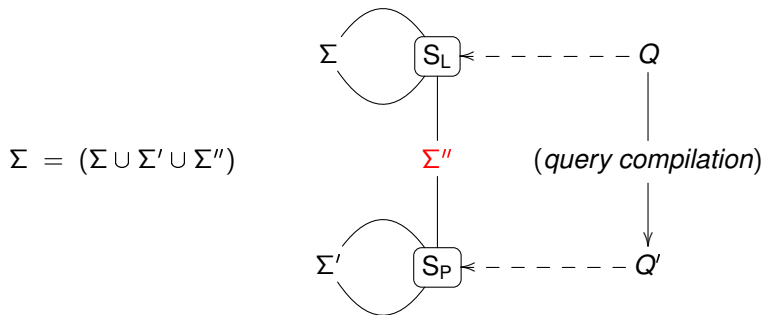 Σ S_L Q
Σ = (Σ ∪ Σ′ ∪ Σ″) Σ″ (query compilation)
Σ′ S_P Q′